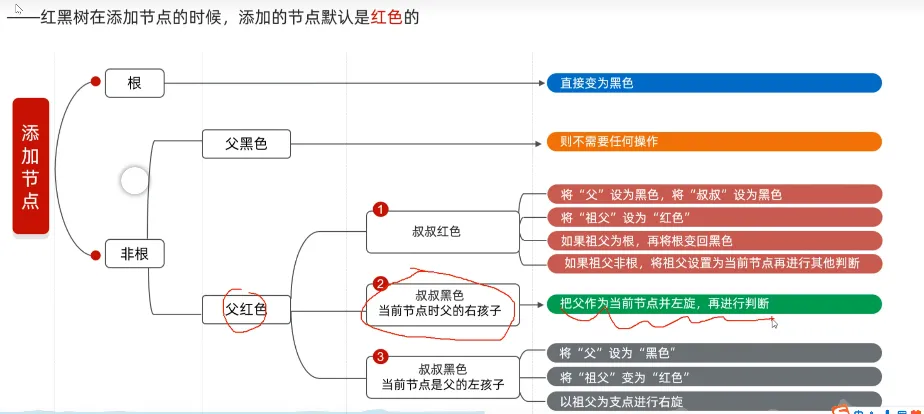 ——红黑树在添加节点的时候，添加的节点默认是红色的
添加节点
根
直接变为黑色
父黑色
则不需要任何操作
非根
父红色
1
叔叔红色
将“父”设为黑色，将“叔叔”设为黑色
将“祖父”变为“红色”
如果祖父为根，再将根变回黑色
如果祖父非根，将祖父设置为当前节点再进行其他判断
2
叔叔黑色
当前节点时父的右孩子
把父作为当前节点并左旋，再进行判断
3
叔叔黑色
当前节点是父的左孩子
将“父”设为“黑色”
将“祖父”变为“红色”
以祖父为支点进行右旋